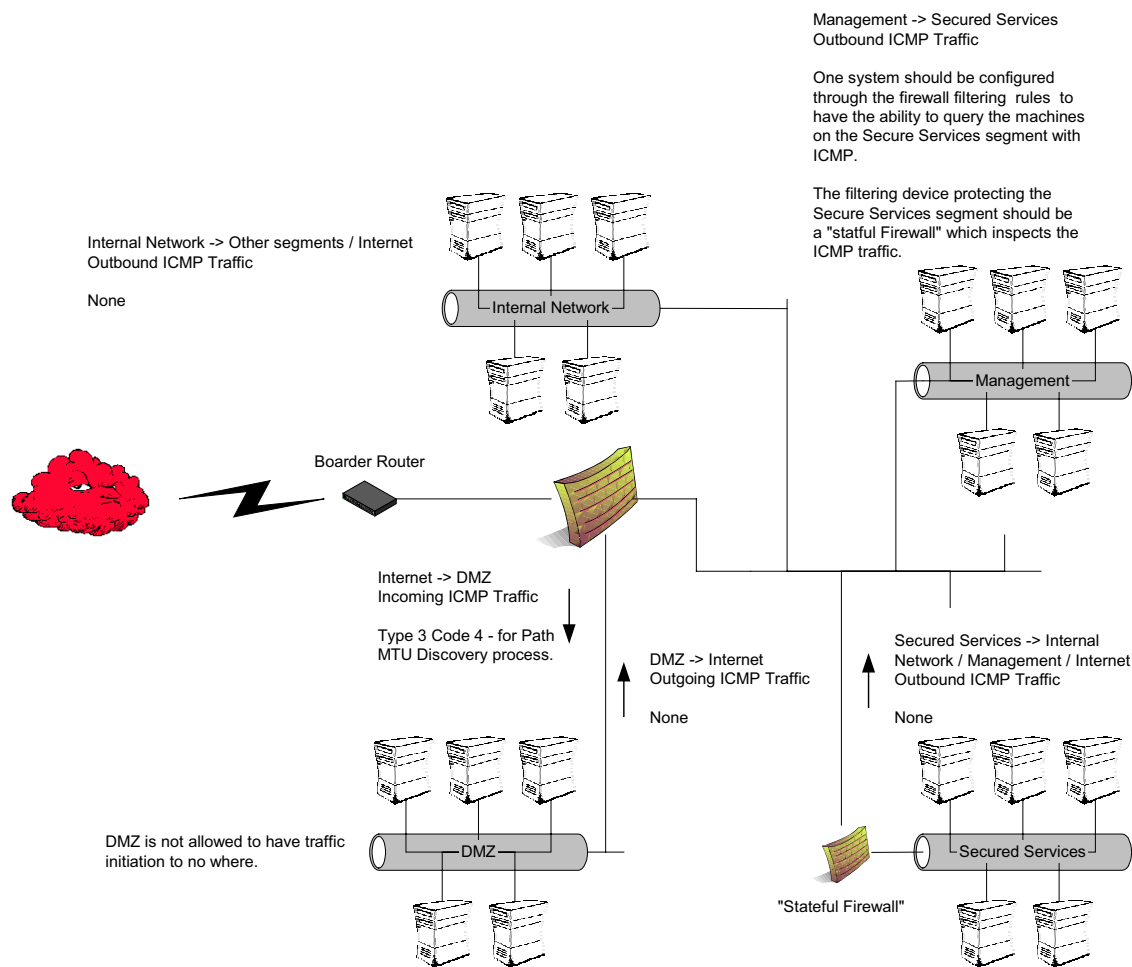 Management -> Secured Services
Outbound ICMP Traffic
One system should be configured
through the firewall filtering rules to
have the ability to query the machines
on the Secure Services segment with
ICMP.
The filtering device protecting the
Secure Services segment should be
a "statful Firewall" which inspects the
ICMP traffic.
Internal Network -> Other segments / Internet
Outbound ICMP Traffic
None
Internal Network
Management
Boarder Router
Internet -> DMZ
Incoming ICMP Traffic
Type 3 Code 4 - for Path
MTU Discovery process.
DMZ -> Internet
Outgoing ICMP Traffic
None
Secured Services -> Internal
Network / Management / Internet
Outbound ICMP Traffic
None
DMZ is not allowed to have traffic
initiation to no where.
DMZ
Secured Services
"Stateful Firewall"